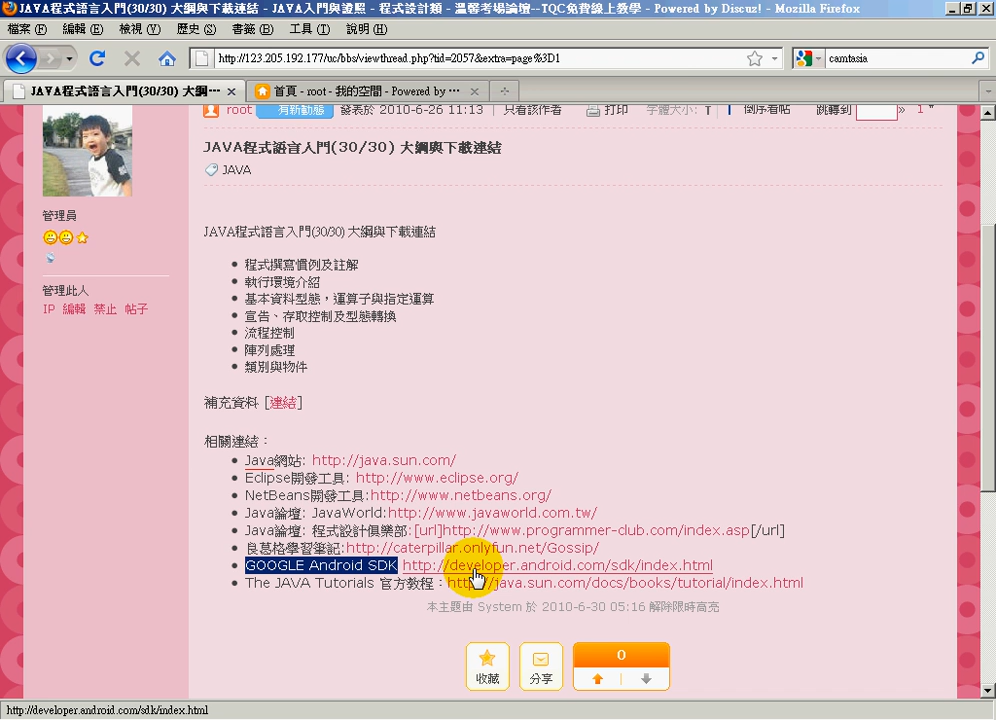 JAVA程式語言入門(30/30) 大綱與下載連結 - JAVA入門與證照 - 程式設計類 - 溫馨考場論壇--TQC免費線上教學 - Powered by Discuz! - Mozilla Firefox
檔案(F) 編輯(E) 檢視(V) 歷史(S) 書籤(B) 工具(T) 說明(H)
http://123.205.192.177/uc/bbs/viewthread.php?tid=2057&extra=page%3D1
camtasia
JAVA程式語言入門(30/30) 大綱⋯
首頁 - root - 我的空間 - Powered by ⋯
root 有新動態 發表於 2010-6-26 11:13 | 只看該作者 打印 字體大小: T 倒序看帖 跳轉到 » 1
JAVA程式語言入門(30/30) 大綱與下載連結
JAVA
管理員
管理此人
IP 編輯 禁止 帖子
JAVA程式語言入門(30/30) 大綱與下載連結
程式撰寫慣例及註解
執行環境介紹
基本資料型態，運算子與指定運算
宣告、存取控制及型態轉換
流程控制
陣列處理
類別與物件
補充資料 [連結]
相關連結：
Java網站: http://java.sun.com/
Eclipse開發工具: http://www.eclipse.org/
NetBeans開發工具:http://www.netbeans.org/
Java論壇: JavaWorld:http://www.javaworld.com.tw/
Java論壇: 程式設計俱樂部:[url]http://www.programmer-club.com/index.asp[/url]
良葛格學習筆記:http://caterpillar.onlyfun.net/Gossip/
GOOGLE Android SDK http://developer.android.com/sdk/index.html
The JAVA Tutorials 官方教程：http://java.sun.com/docs/books/tutorial/index.html
本主題由 System 於 2010-6-30 05:16 解除限時高亮
收藏
分享
0
http://developer.android.com/sdk/index.html